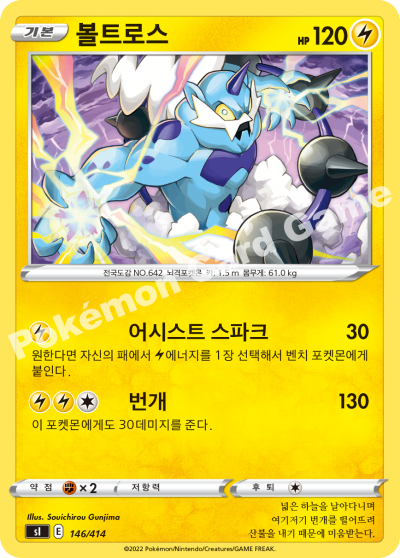 기본 볼트로스 HP 120
Pokémon Card Game
전국도감 NO.642 뇌격포켓몬 키: 1.5 m 몸무게: 61.0 kg
어시스트 스파크 30
원한다면 자신의 패에서 에너지를 1장 선택해서 벤치 포켓몬에게
붙인다.
번개 130
이 포켓몬에게도 30데미지를 준다.
약점 ×2 저항력 후퇴
Illus. Souichirou Gunjima
sI E 146/414
넓은 하늘을 날아다니며
여기저기 번개를 떨어뜨려
산불을 내기 때문에 미움받는다.
©2022 Pokémon/Nintendo/Creatures/GAME FREAK.